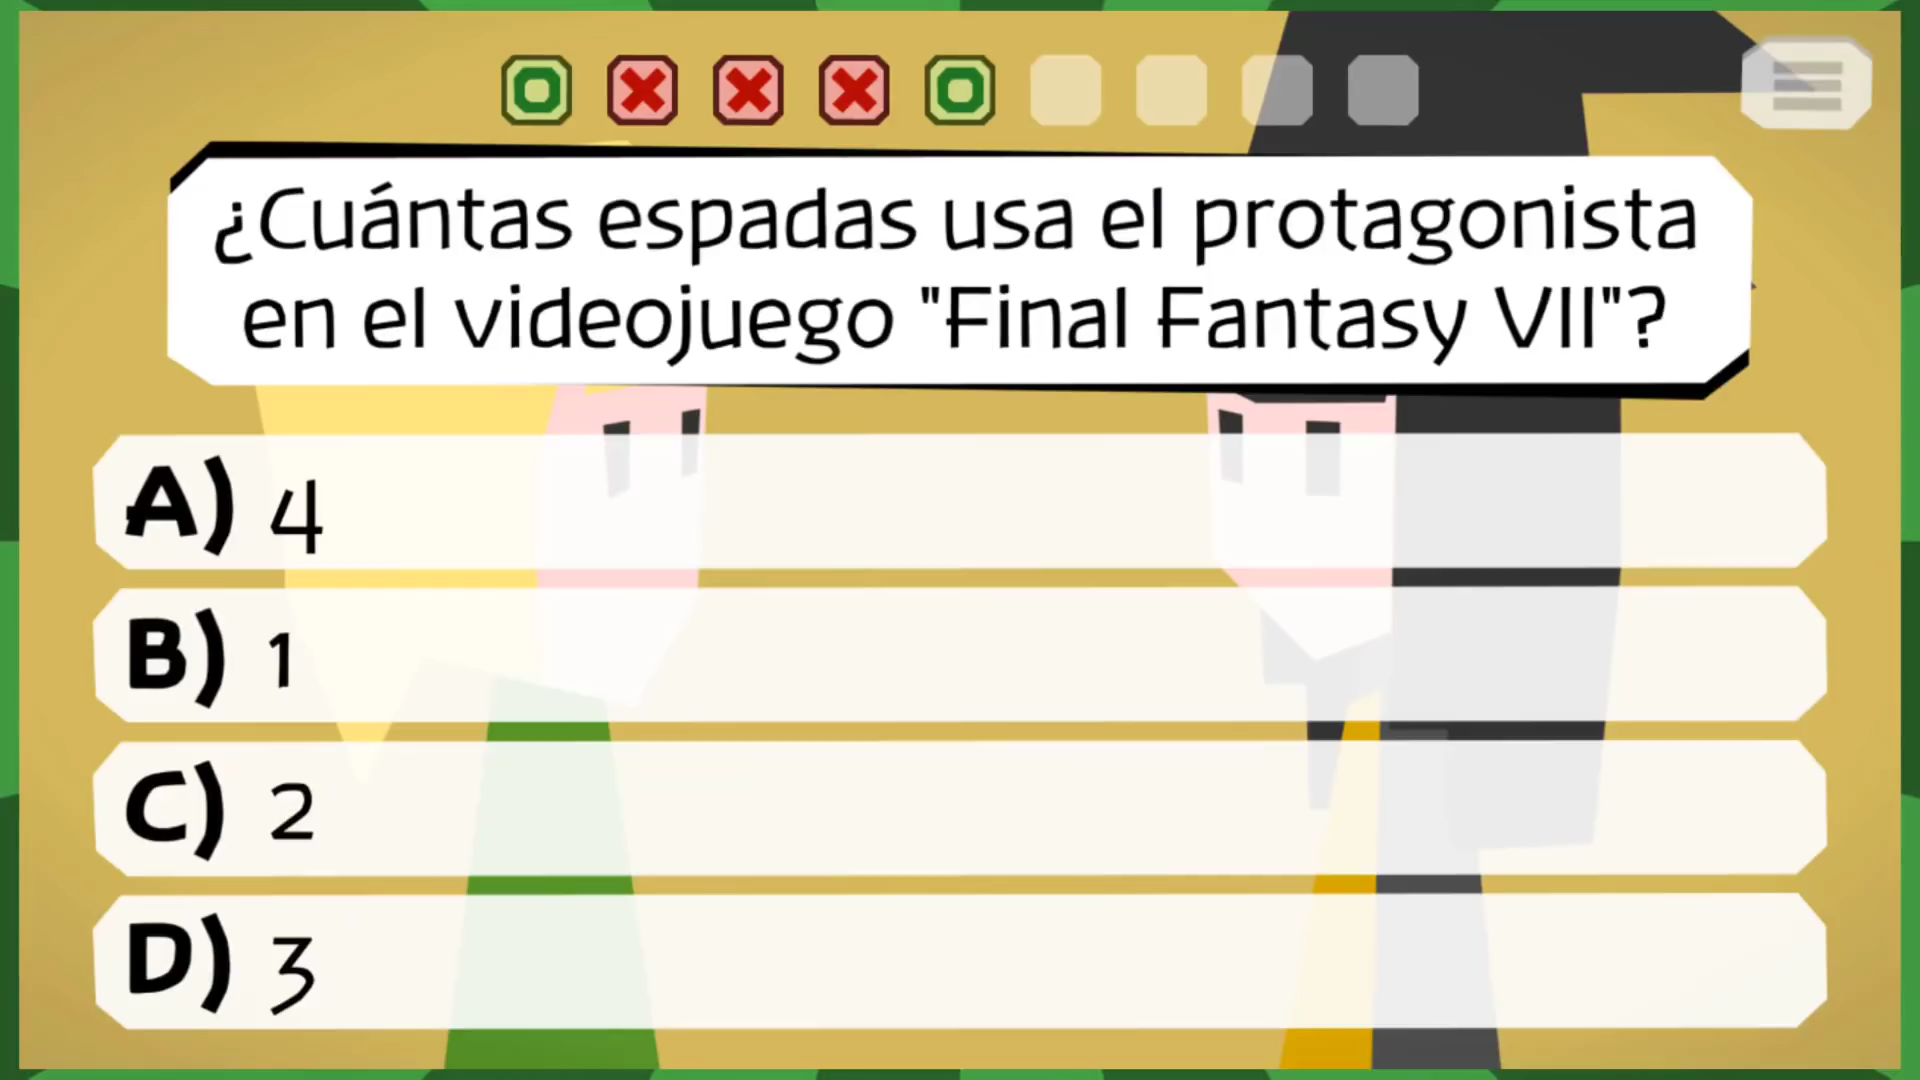 ¿Cuántas espadas usa el protagonista
en el videojuego "Final Fantasy VII"?
A) 4
B) 1
C) 2
D) 3